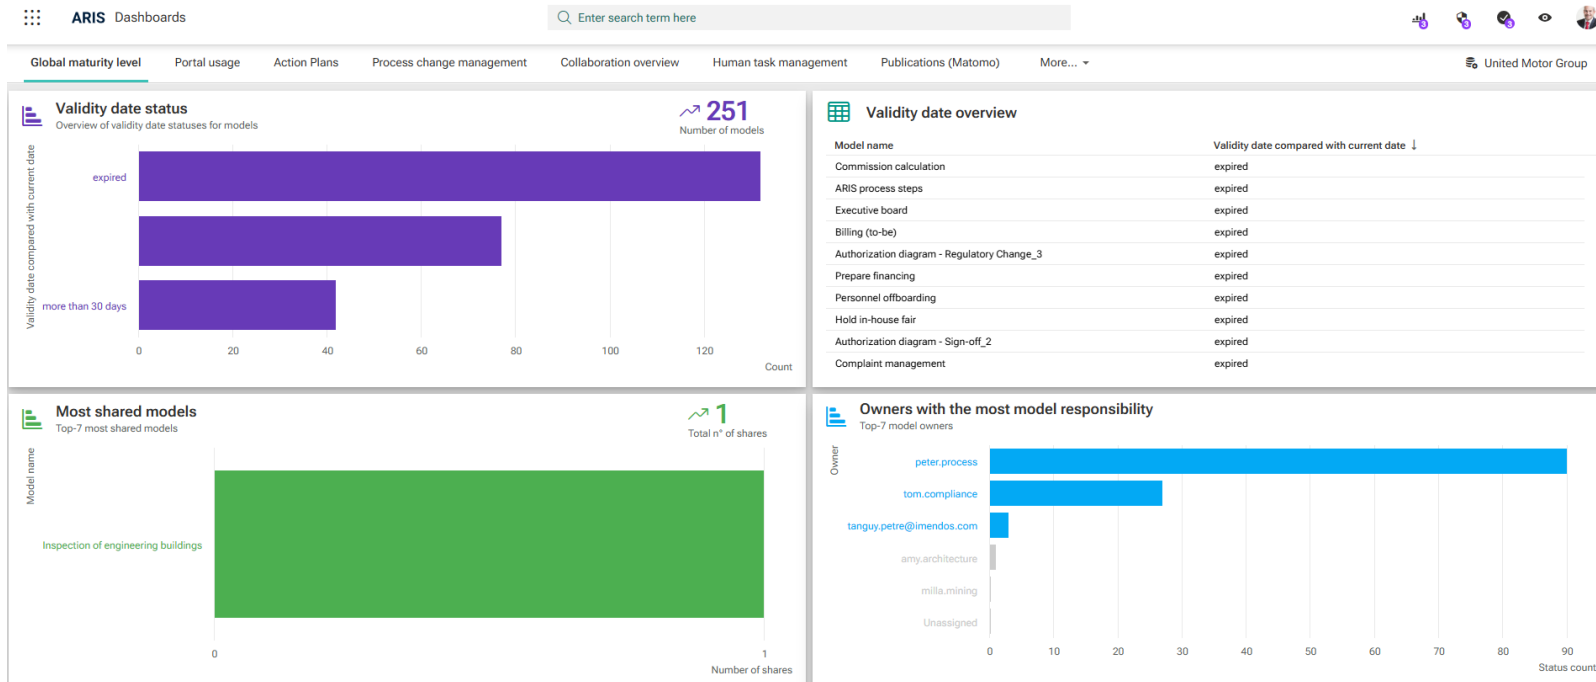 ARIS Dashboards
Enter search term here
3
3
3
Global maturity level Portal usage Action Plans Process change management Collaboration overview Human task management Publications (Matomo) More... United Motor Group
Validity date status
Overview of validity date statuses for models
251
Number of models
Validity date compared with current date
expired
more than 30 days
0 20 40 60 80 100 120
Count
Validity date overview
Model name Validity date compared with current date ↓
Commission calculation expired
ARIS process steps expired
Executive board expired
Billing (to-be) expired
Authorization diagram - Regulatory Change_3 expired
Prepare financing expired
Personnel offboarding expired
Hold in-house fair expired
Authorization diagram - Sign-off_2 expired
Complaint management expired
Most shared models
Top-7 most shared models
1
Total n° of shares
Model name
Inspection of engineering buildings
0 1
Number of shares
Owners with the most model responsibility
Top-7 model owners
Owner
peter.process
tom.compliance
tanguy.petre@imendos.com
amy.architecture
milla.mining
Unassigned
0 10 20 30 40 50 60 70 80 90
Status count